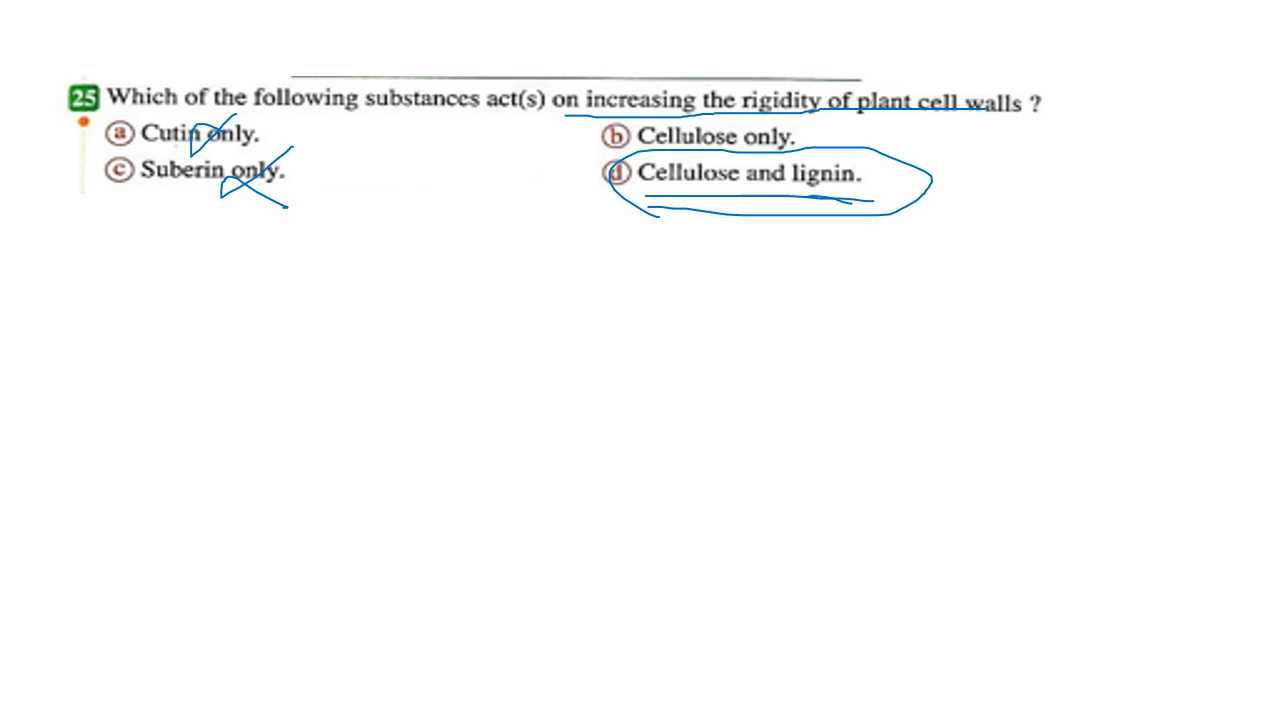 25 Which of the following substances act(s) on increasing the rigidity of plant cell walls ?
a Cutin only. b Cellulose only.
c Suberin only. d Cellulose and lignin.